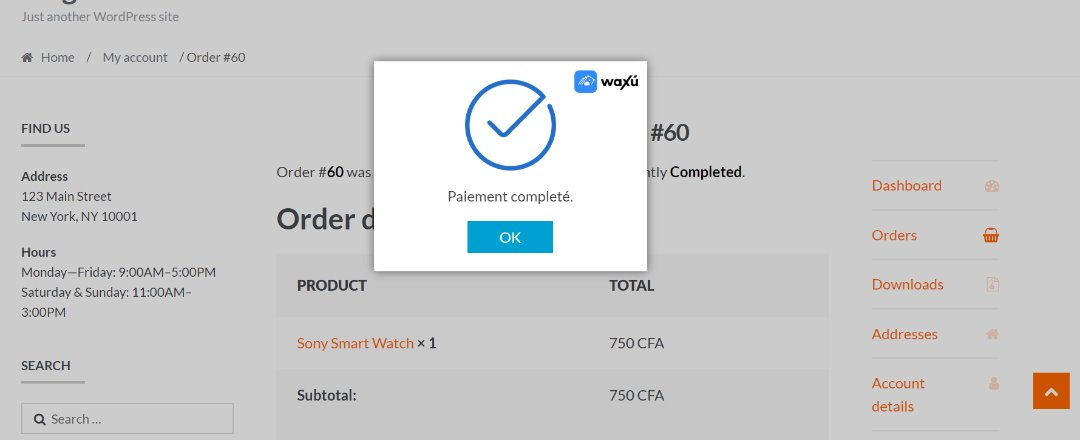 Just another WordPress site
Home / My account / Order #60
FIND US
Address
123 Main Street
New York, NY 10001
Hours
Monday—Friday: 9:00AM–5:00PM
Saturday & Sunday: 11:00AM–
3:00PM
SEARCH
Search ...
waxú
Paiement completé.
OK
#60
Order #60 was
Completed.
Order
PRODUCT TOTAL
Sony Smart Watch × 1 750 CFA
Subtotal: 750 CFA
Dashboard
Orders
Downloads
Addresses
Account
details